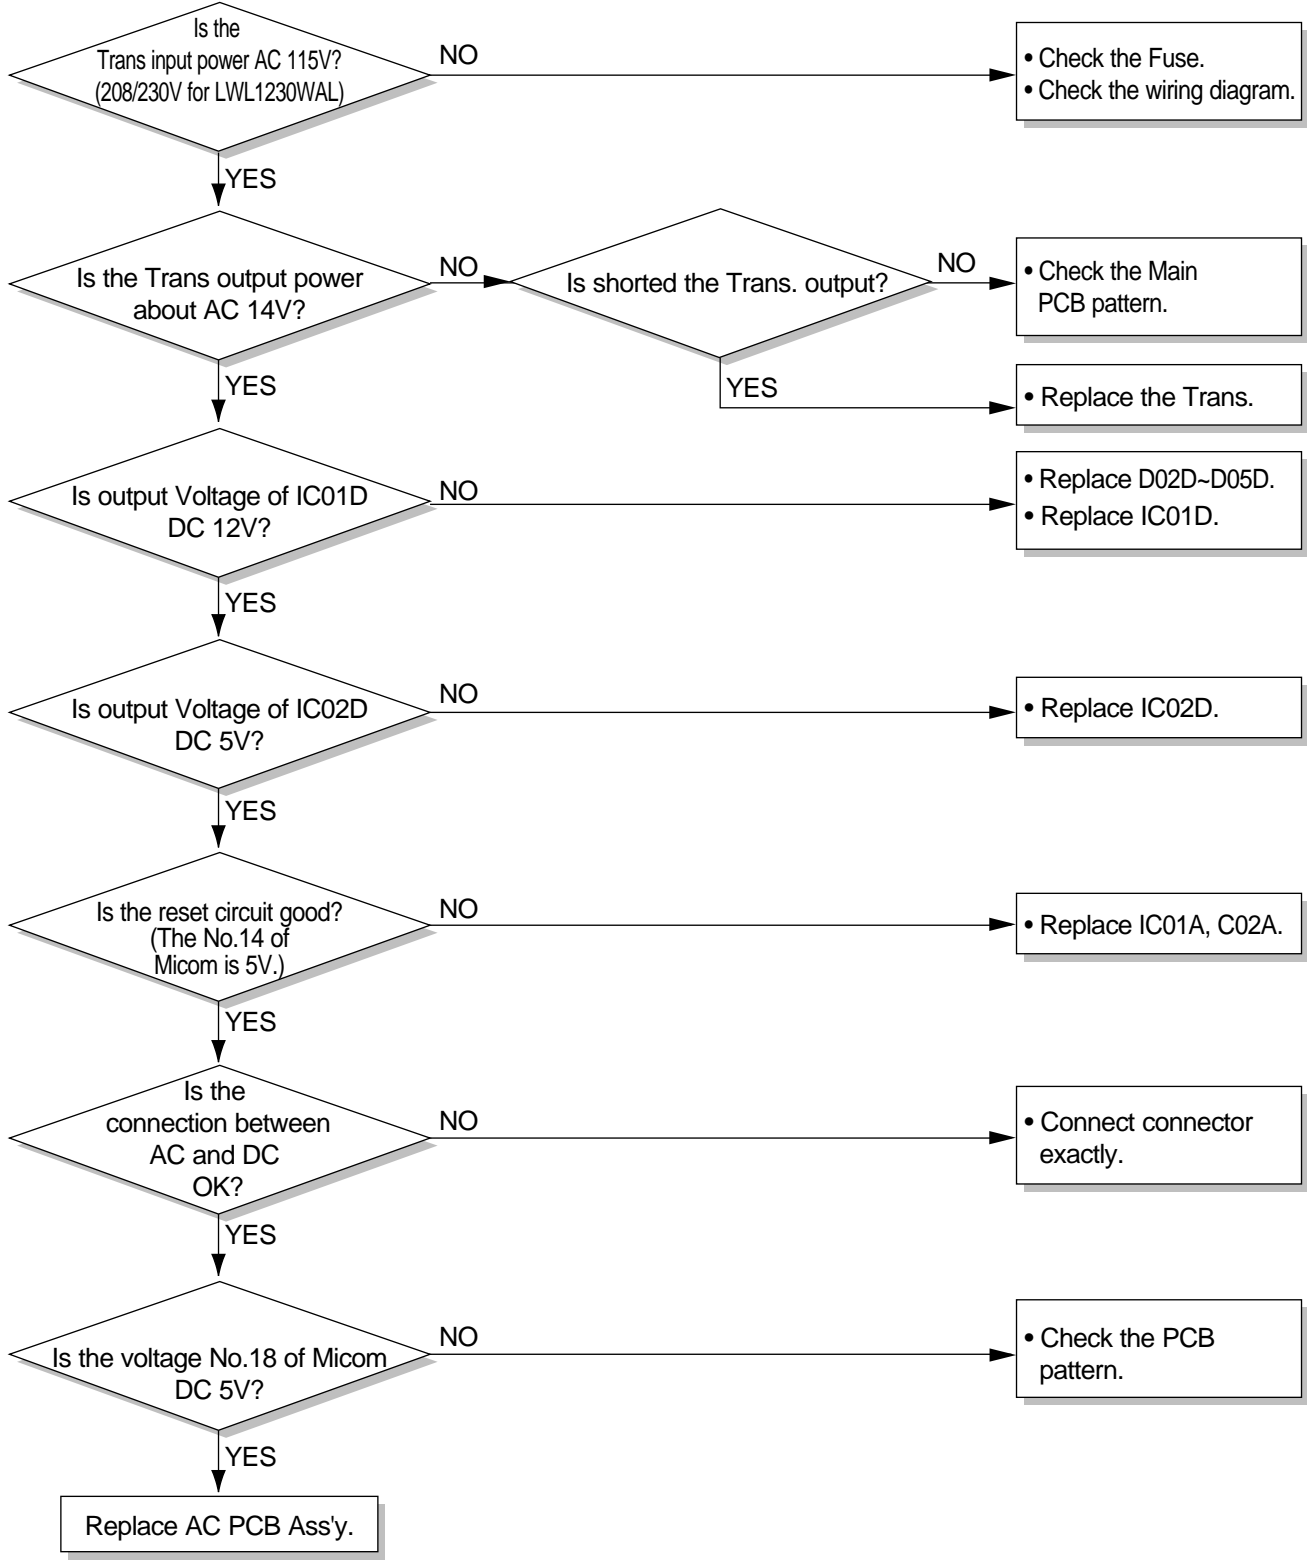 Is the
Trans input power AC 115V?
(208/230V for LWL1230WAL)
NO
• Check the Fuse.
• Check the wiring diagram.
YES
Is the Trans output power
about AC 14V?
NO
Is shorted the Trans. output?
NO
• Check the Main
PCB pattern.
YES
YES
• Replace the Trans.
Is output Voltage of IC01D
DC 12V?
NO
• Replace D02D~D05D.
• Replace IC01D.
YES
Is output Voltage of IC02D
DC 5V?
NO
• Replace IC02D.
YES
Is the reset circuit good?
(The No.14 of
Micom is 5V.)
NO
• Replace IC01A, C02A.
YES
Is the
connection between
AC and DC
OK?
NO
• Connect connector
exactly.
YES
Is the voltage No.18 of Micom
DC 5V?
NO
• Check the PCB
pattern.
YES
Replace AC PCB Ass'y.